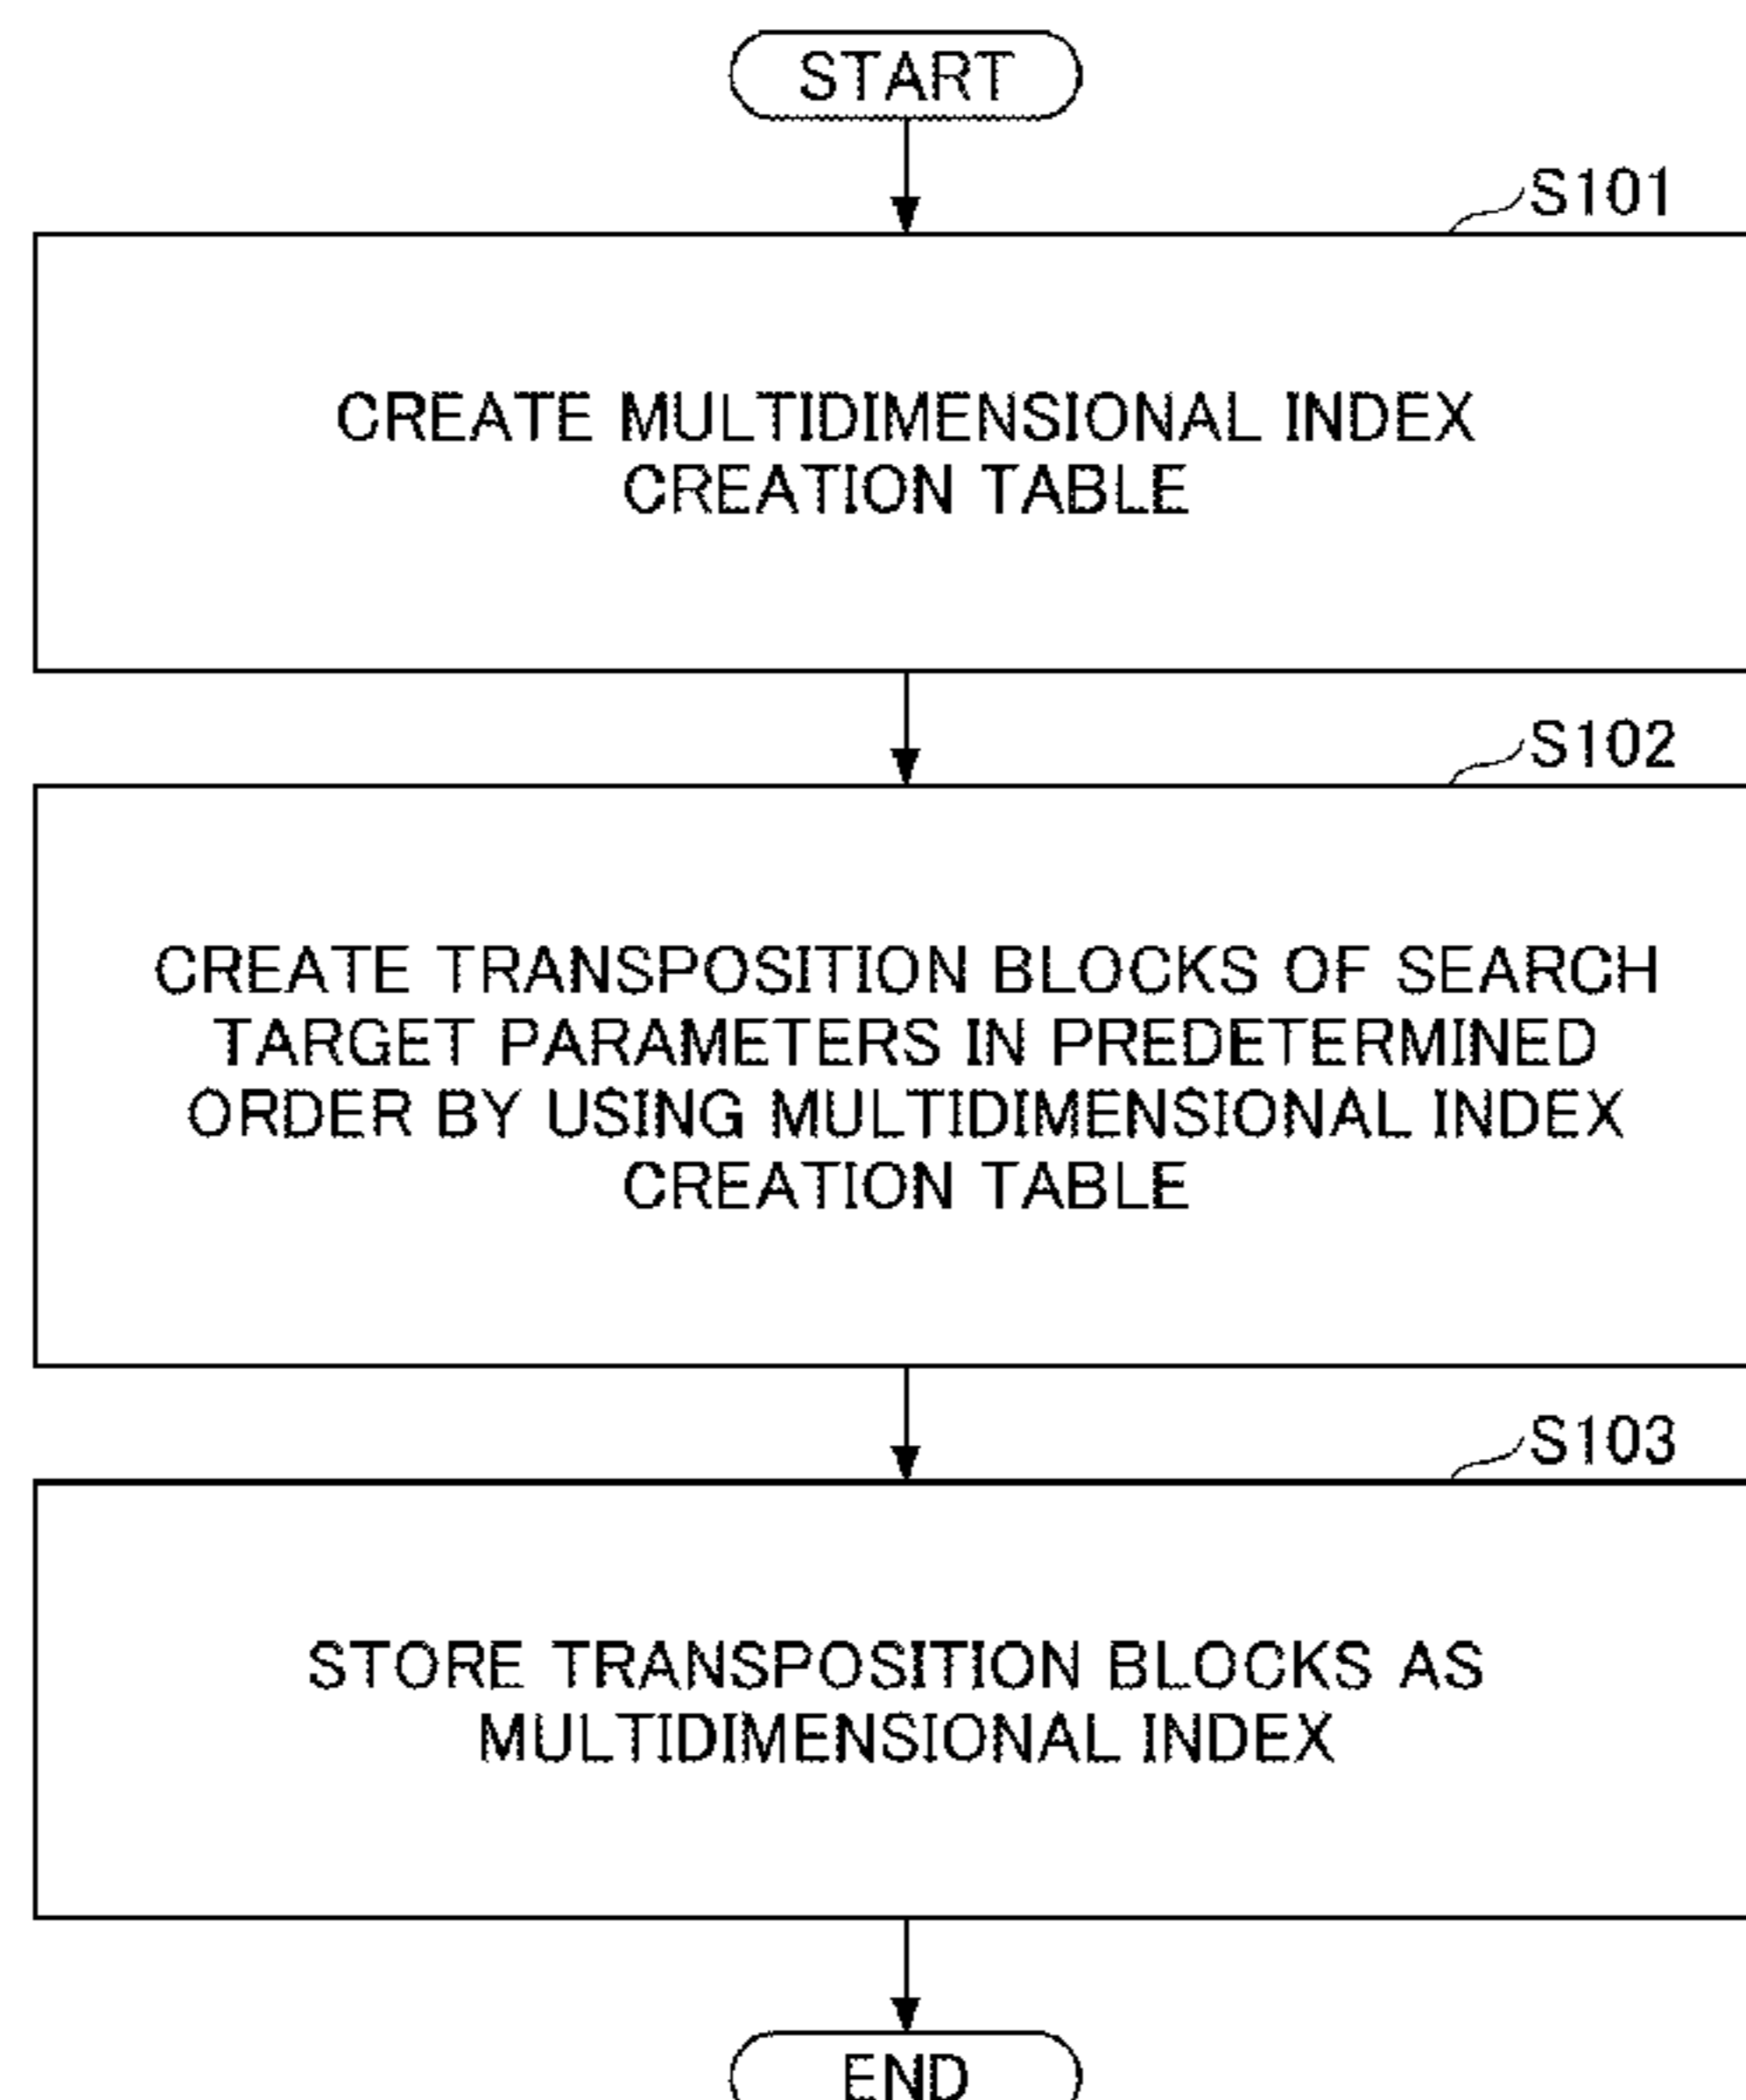 START
S101
CREATE MULTIDIMENSIONAL INDEX
CREATION TABLE
S102
CREATE TRANSPOSITION BLOCKS OF SEARCH
TARGET PARAMETERS IN PREDETERMINED
ORDER BY USING MULTIDIMENSIONAL INDEX
CREATION TABLE
S103
STORE TRANSPOSITION BLOCKS AS
MULTIDIMENSIONAL INDEX
END